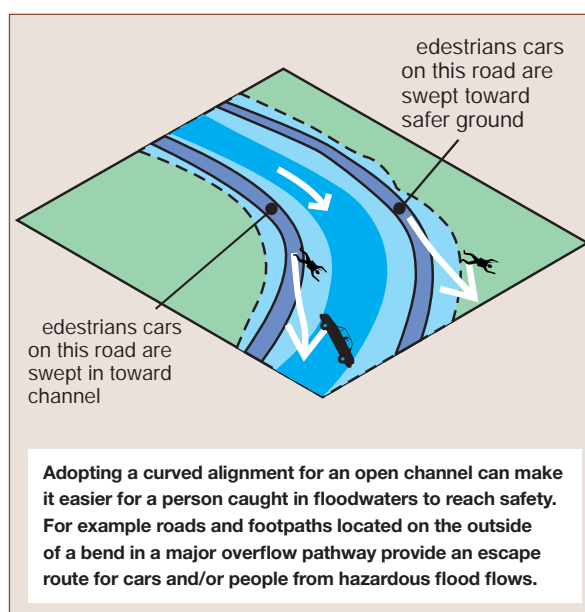 edestrians cars
on this road are
swept toward
safer ground
edestrians cars
on this road are
swept in toward
channel
Adopting a curved alignment for an open channel can make
it easier for a person caught in floodwaters to reach safety.
For example roads and footpaths located on the outside
of a bend in a major overflow pathway provide an escape
route for cars and/or people from hazardous flood flows.